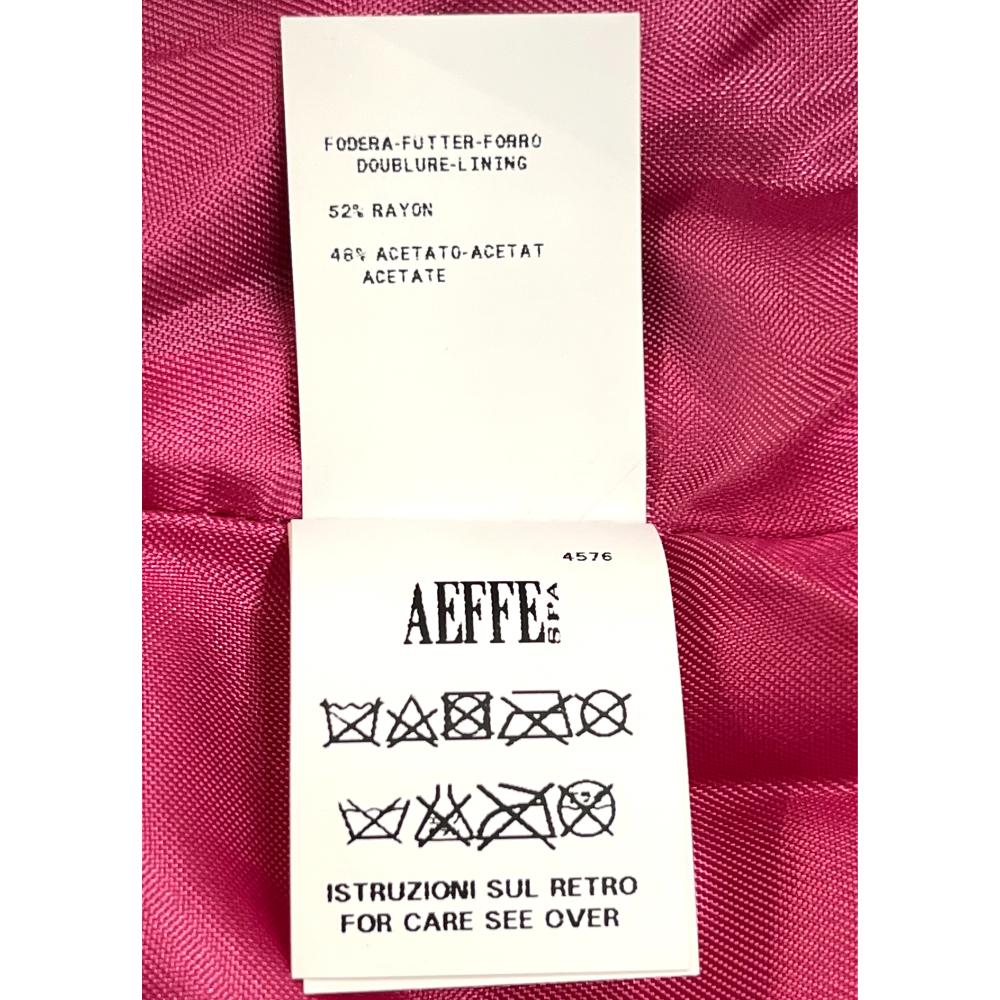 FODERA-FUTTER-FORRO
DOUBLURE-LINING
52% RAYON
48% ACETATO-ACETAT
ACETATE
4576
AEFFE SPA
ISTRUZIONI SUL RETRO
FOR CARE SEE OVER